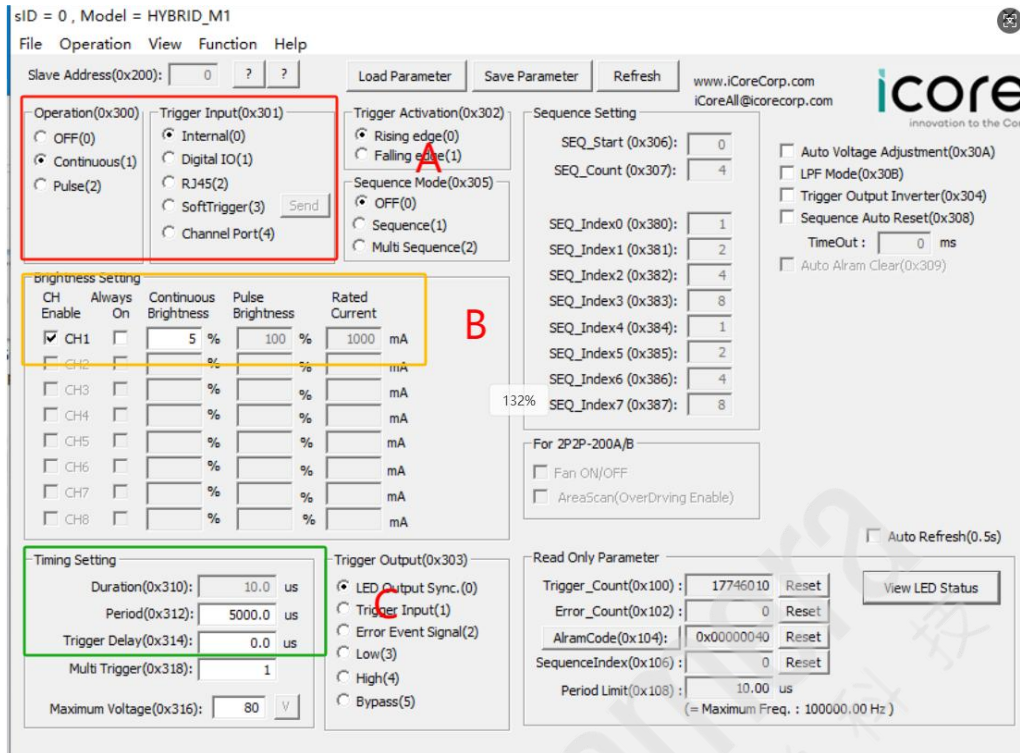 sID = 0 , Model = HYBRID_M1
File Operation View Function Help
Slave Address(0x200): 0 ? ? Load Parameter Save Parameter Refresh
www.iCoreCorp.com
iCoreAll@icorecorp.com
icore
innovation to the Cor
Operation(0x300)
OFF(0)
Continuous(1)
Pulse(2)
Trigger Input(0x301)
Internal(0)
Digital IO(1)
RJ45(2)
SoftTrigger(3) Send
Channel Port(4)
Trigger Activation(0x302)
Rising edge(0)
Falling edge(1)
A
Sequence Mode(0x305)
OFF(0)
Sequence(1)
Multi Sequence(2)
Sequence Setting
SEQ_Start (0x306): 0
SEQ_Count (0x307): 4
SEQ_Index0 (0x380): 1
SEQ_Index1 (0x381): 2
SEQ_Index2 (0x382): 4
SEQ_Index3 (0x383): 8
SEQ_Index4 (0x384): 1
SEQ_Index5 (0x385): 2
SEQ_Index6 (0x386): 4
SEQ_Index7 (0x387): 8
Auto Voltage Adjustment(0x30A)
LPF Mode(0x30B)
Trigger Output Inverter(0x304)
Sequence Auto Reset(0x308)
TimeOut : 0 ms
Auto Alram Clear(0x309)
Brightness Setting
CH Enable Always On Continuous Brightness Pulse Brightness Rated Current
CH1 5 % 100 % 1000 mA
CH2 % % mA
CH3 % % mA
CH4 % % mA
CH5 % % mA
CH6 % % mA
CH7 % % mA
CH8 % % mA
B
132%
For 2P2P-200A/B
Fan ON/OFF
AreaScan(OverDrving Enable)
Auto Refresh(0.5s)
Timing Setting
Duration(0x310): 10.0 us
Period(0x312): 5000.0 us
Trigger Delay(0x314): 0.0 us
Multi Trigger(0x318): 1
Maximum Voltage(0x316): 80 V
Trigger Output(0x303)
LED Output Sync.(0)
Trigger Input(1)
Error Event Signal(2)
Low(3)
High(4)
Bypass(5)
C
Read Only Parameter
Trigger_Count(0x100) : 17746010 Reset
Error_Count(0x102) : 0 Reset
AlramCode(0x104): 0x00000040 Reset
SequenceIndex(0x106) : 0 Reset
Period Limit(0x108) : 10.00 us
(= Maximum Freq. : 100000.00 Hz )
View LED Status